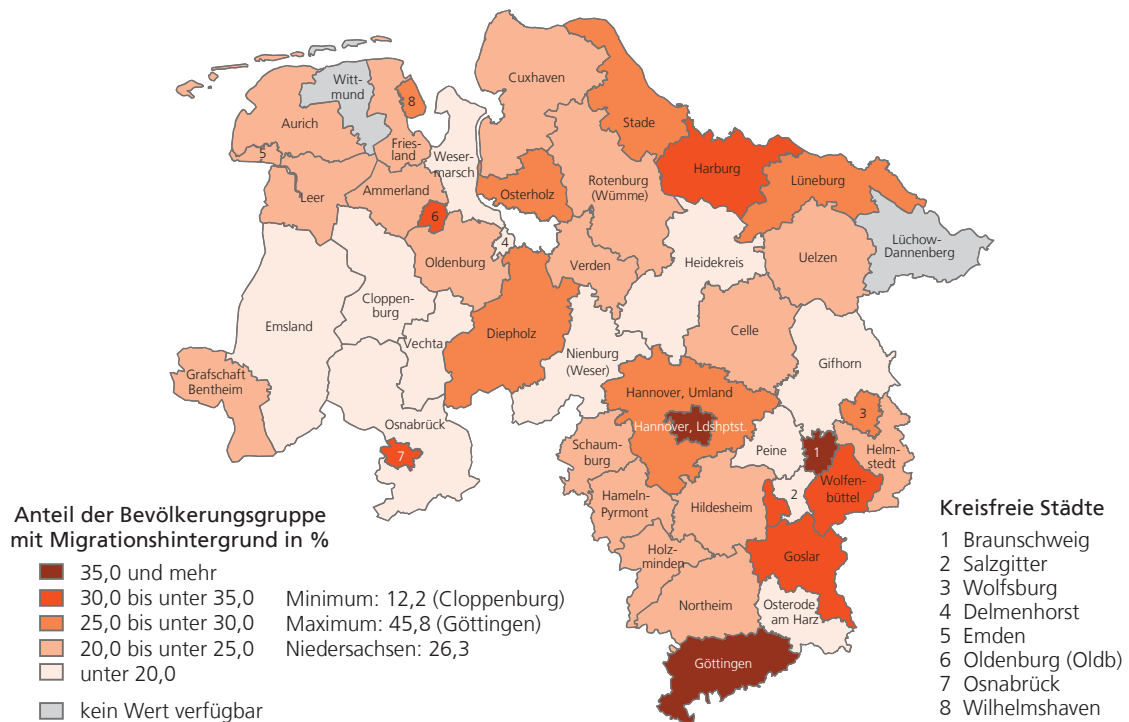 Witt-
mund
Cuxhaven
8
Aurich
Stade
5
Fries-
land
Weser-
marsch
Harburg
Osterholz
Rotenburg
(Wümme)
Lüneburg
Leer
Ammerland
6
Lüchow-
Dannenberg
4
Oldenburg
Verden
Heidekreis
Uelzen
Cloppen-
burg
Emsland
Diepholz
Celle
Vechta
Nienburg
(Weser)
Gifhorn
Grafschaft
Bentheim
Hannover, Umland
3
Osnabrück
Hannover, Ldshptst.
Schaum-
burg
Peine
1
Helm-
stedt
7
Wolfen-
büttel
2
Hameln-
Pyrmont
Hildesheim
Holz-
minden
Goslar
Northeim
Osterode
am Harz
Göttingen
Anteil der Bevölkerungsgruppe
mit Migrationshintergrund in %
35,0 und mehr
30,0 bis unter 35,0
25,0 bis unter 30,0
20,0 bis unter 25,0
unter 20,0
kein Wert verfügbar
Minimum: 12,2 (Cloppenburg)
Maximum: 45,8 (Göttingen)
Niedersachsen: 26,3
Kreisfreie Städte
1 Braunschweig
2 Salzgitter
3 Wolfsburg
4 Delmenhorst
5 Emden
6 Oldenburg (Oldb)
7 Osnabrück
8 Wilhelmshaven